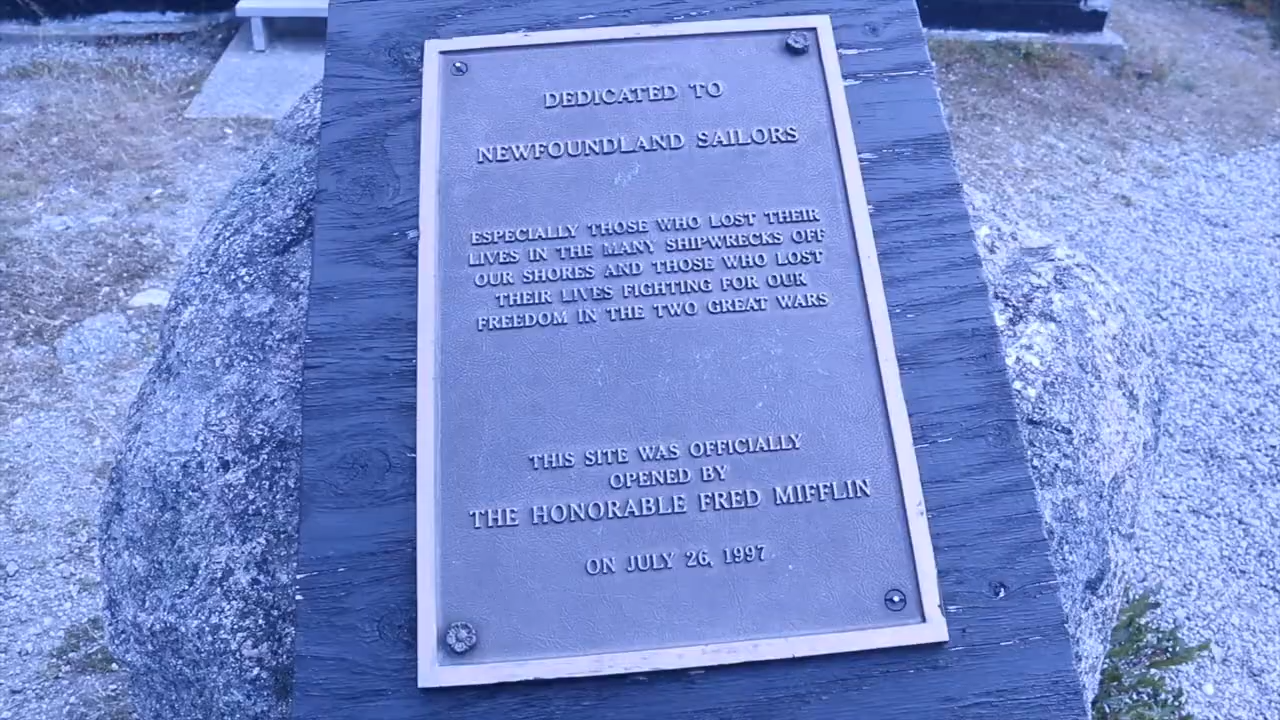 DEDICATED TO
NEWFOUNDLAND SAILORS
ESPECIALLY THOSE WHO LOST THEIR
LIVES IN THE MANY SHIPWRECKS OFF
OUR SHORES AND THOSE WHO LOST
THEIR LIVES FIGHTING FOR OUR
FREEDOM IN THE TWO GREAT WARS
THIS SITE WAS OFFICIALLY
OPENED BY
THE HONORABLE FRED MIFFLIN
ON JULY 26, 1997